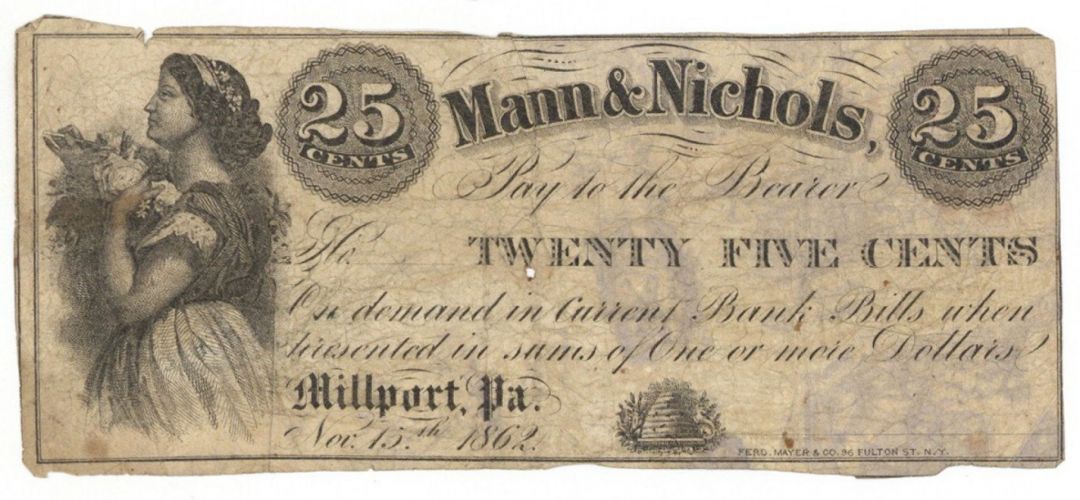 25
CENTS
Mann & Nichols,
25
CENTS
Pay to the Bearer
No.
TWENTY FIVE CENTS
On demand in Current Bank Bills when
presented in sums of One or more Dollars
Millport, Pa.
Nov. 15.th 1862.
FERD. MAYER & CO. 96 FULTON ST. N.Y.